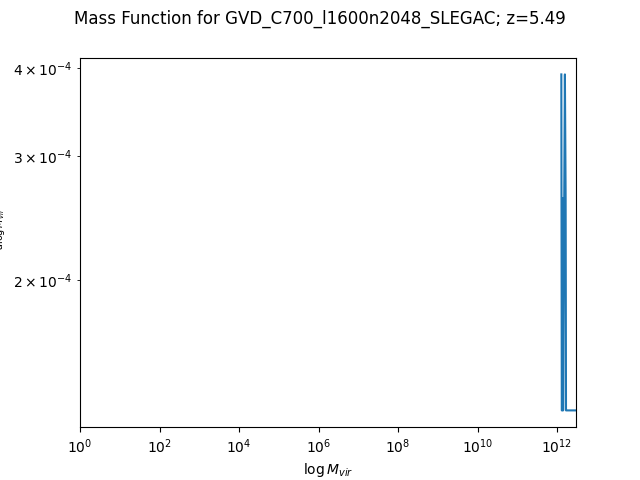 Mass Function for GVD_C700_l1600n2048_SLEGAC; z=5.49
4 × 10⁻⁴
3 × 10⁻⁴
2 × 10⁻⁴
10⁰ 10² 10⁴ 10⁶ 10⁸ 10¹⁰ 10¹²
log M_vir